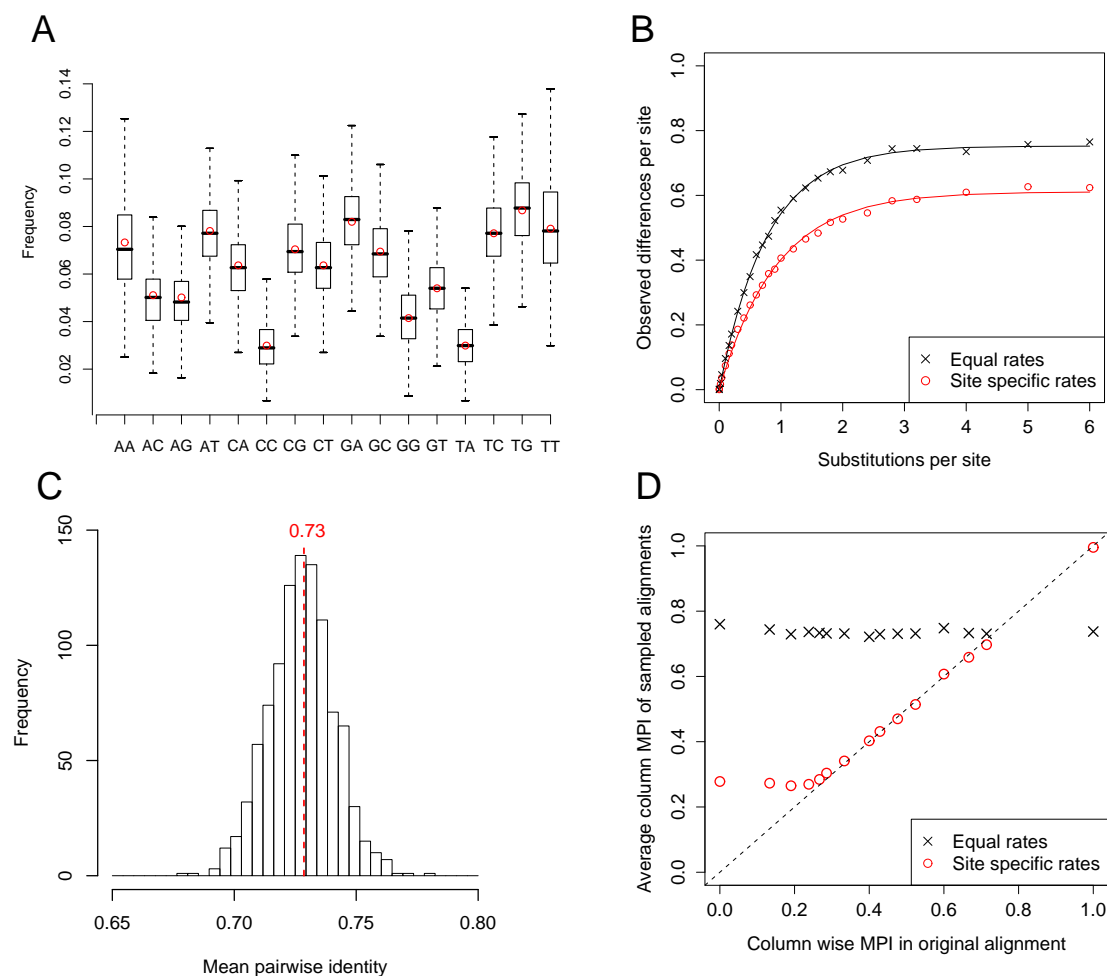 A
Frequency
0.14
0.12
0.10
0.08
0.06
0.04
0.02
AA AC AG AT CA CC CG CT GA GC GG GT TA TC TG TT
B
Observed differences per site
1.0
0.8
0.6
0.4
0.2
0.0
Equal rates
Site specific rates
0 1 2 3 4 5 6
Substitutions per site
C
Frequency
150
100
50
0
0.73
0.65 0.70 0.75 0.80
Mean pairwise identity
D
Average column MPI of sampled alignments
1.0
0.8
0.6
0.4
0.2
0.0
Equal rates
Site specific rates
0.0 0.2 0.4 0.6 0.8 1.0
Column wise MPI in original alignment